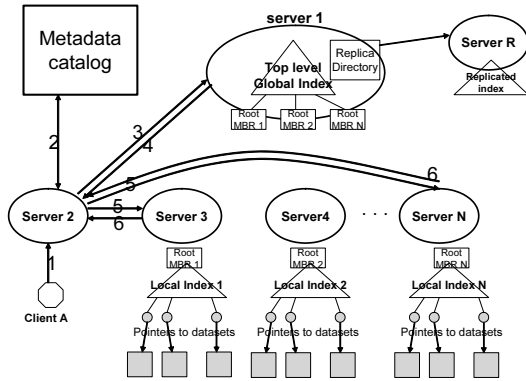 server 1
Metadata
catalog
Top level
Global Index
Replica
Directory
Server R
Replicated
index
Root
MBR 1
Root
MBR 2
Root
MBR N
2
3
4
5
6
Server 2
5
6
Server 3
Server4
. . .
Server N
1
Client A
Root
MBR 1
Local Index 1
Root
MBR 2
Local Index 2
Root
MBR N
Local Index N
Pointers to datasets
Pointers to datasets
Pointers to datasets